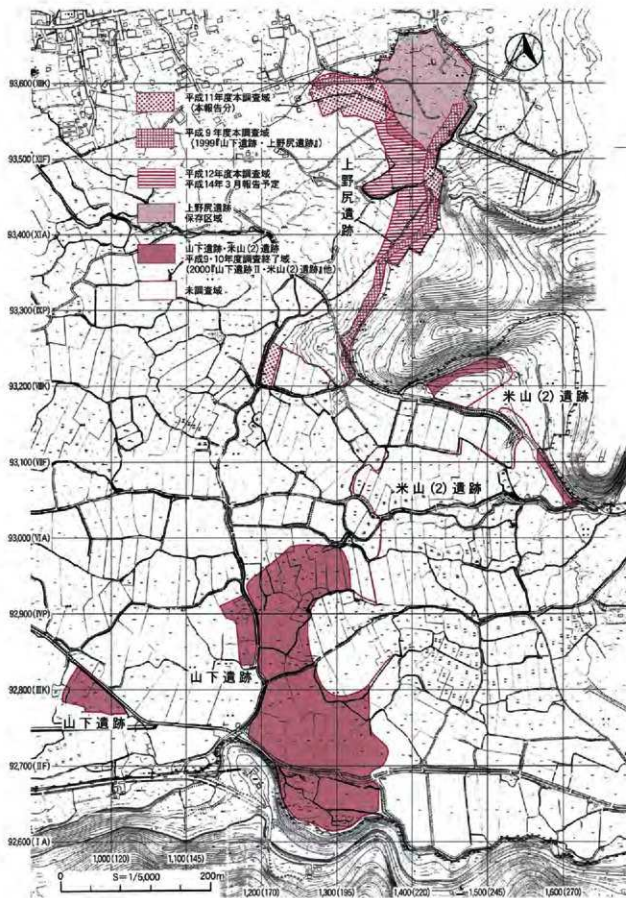 93,600(ⅢK)
93,500(ⅫF)
93,400(ⅪA)
93,300(ⅨP)
93,200(ⅧK)
93,100(ⅦF)
93,000(ⅥA)
92,900(ⅣP)
92,800(ⅢK)
92,700(ⅡF)
92,600(ⅠA)
平成11年度本調査域
(本報告分)
平成9年度本調査域
(1999『山下遺跡・上野尻遺跡』)
平成12年度本調査域
平成14年3月報告予定
上野尻遺跡
保存区域
山下遺跡・米山(2)遺跡
平成9・10年度調査終了域
(2000『山下遺跡Ⅱ・米山(2)遺跡』他)
未調査域
上野尻遺跡
米山(2)遺跡
米山(2)遺跡
山下遺跡
山下遺跡
1,000(120)
1,100(145)
1,200(170)
1,300(195)
1,400(220)
1,500(245)
1,600(270)
0
S=1/5,000
200m